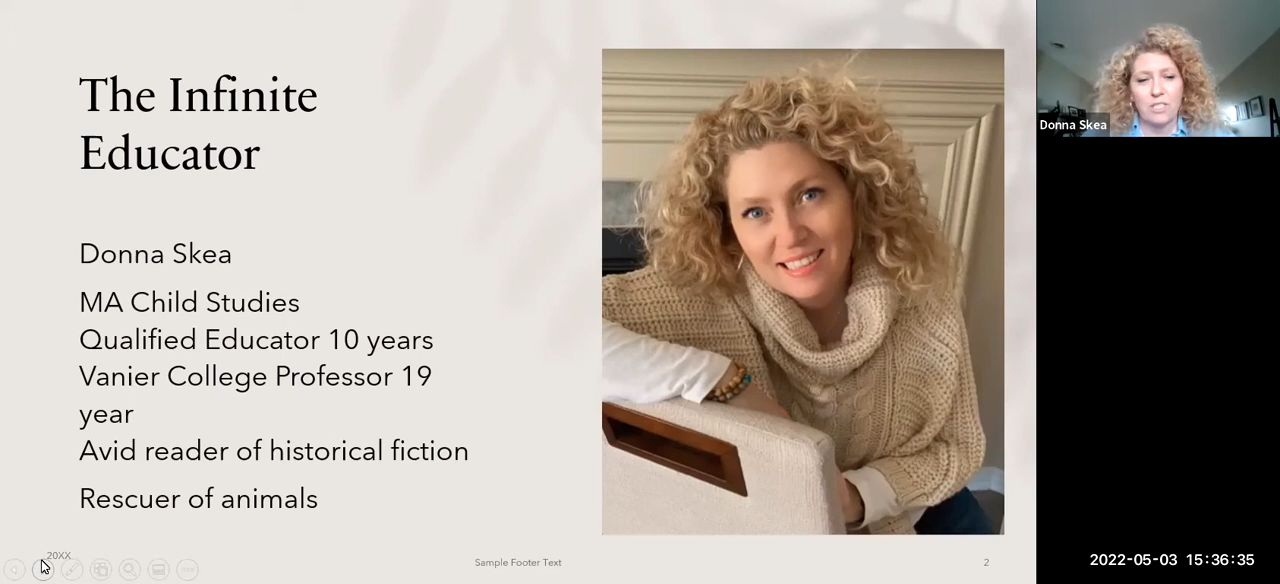 The Infinite
Educator
Donna Skea
MA Child Studies
Qualified Educator 10 years
Vanier College Professor 19
year
Avid reader of historical fiction
Rescuer of animals
20XX
Sample Footer Text
2
Donna Skea
2022-05-03 15:36:35